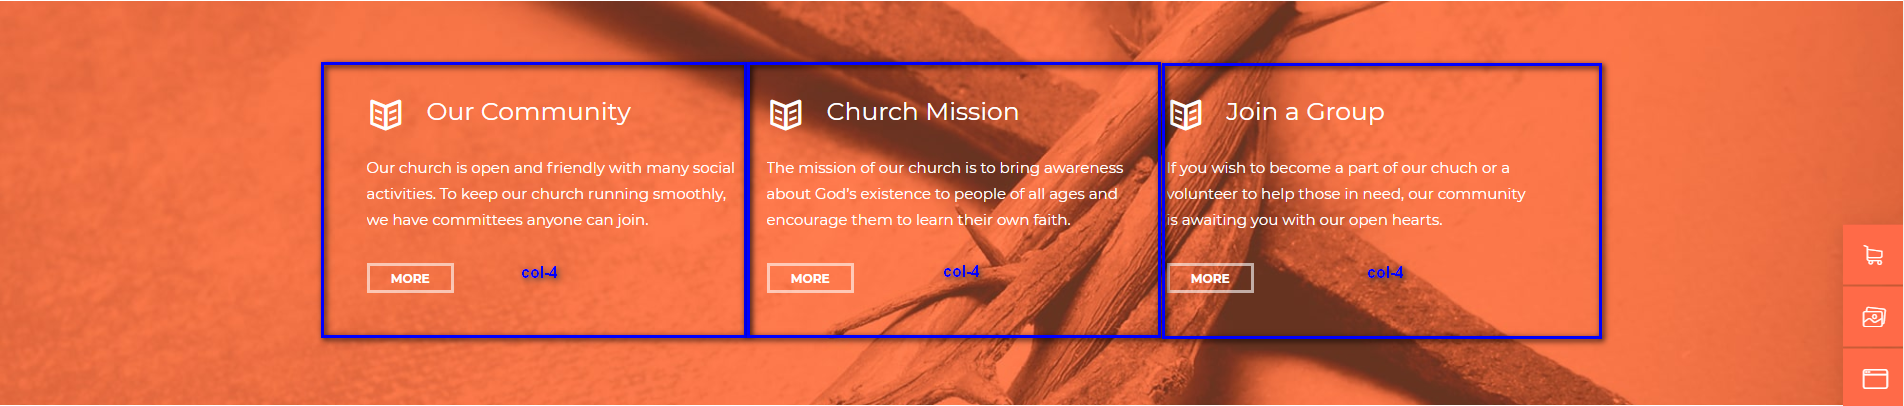 Our Community
Our church is open and friendly with many social
activities. To keep our church running smoothly,
we have committees anyone can join.
MORE
col-4
Church Mission
The mission of our church is to bring awareness
about God's existence to people of all ages and
encourage them to learn their own faith.
MORE
col-4
Join a Group
If you wish to become a part of our chuch or a
volunteer to help those in need, our community
is awaiting you with our open hearts.
MORE
col-4